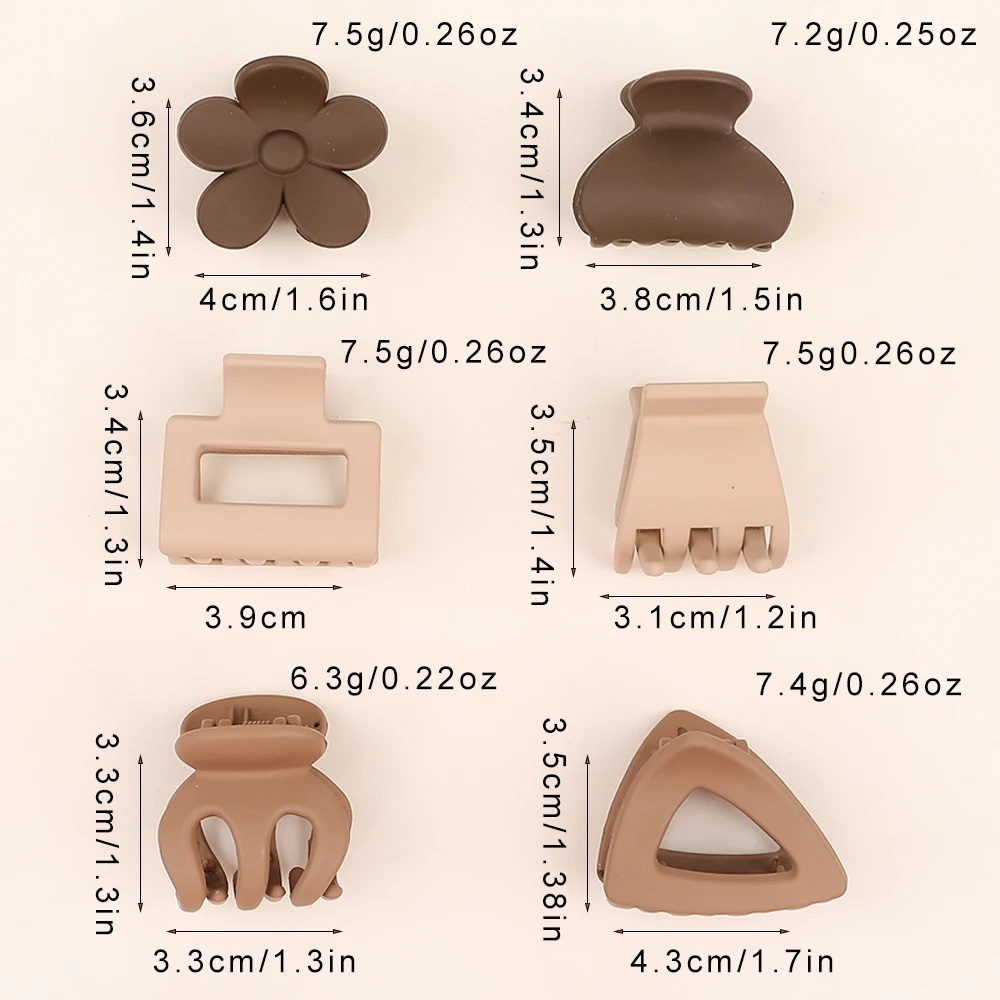 7.5g/0.26oz
3.6cm/1.4in
4cm/1.6in
7.2g/0.25oz
3.4cm/1.3in
3.8cm/1.5in
7.5g/0.26oz
3.4cm/1.3in
3.9cm
7.5g0.26oz
3.5cm/1.4in
3.1cm/1.2in
6.3g/0.22oz
3.3cm/1.3in
3.3cm/1.3in
7.4g/0.26oz
3.5cm/1.38in
4.3cm/1.7in